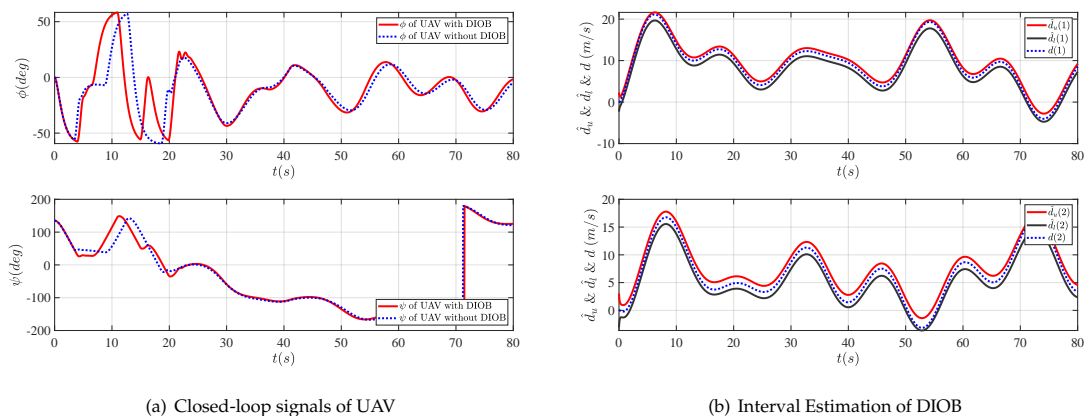 50
0
-50
ϕ(deg)
ϕ of UAV with DIOB
ϕ of UAV without DIOB
0 10 20 30 40 50 60 70 80
t(s)
200
100
0
-100
-200
ψ(deg)
ψ of UAV with DIOB
ψ of UAV without DIOB
0 10 20 30 40 50 60 70 80
t(s)
(a) Closed-loop signals of UAV
20
10
0
-10
d̂ᵤ & d̂ₗ & d (m/s)
d̂ᵤ(1)
d̂ₗ(1)
d(1)
0 10 20 30 40 50 60 70 80
t(s)
20
15
10
5
0
d̂ᵤ & d̂ₗ & d (m/s)
d̂ᵤ(2)
d̂ₗ(2)
d(2)
0 10 20 30 40 50 60 70 80
t(s)
(b) Interval Estimation of DIOB